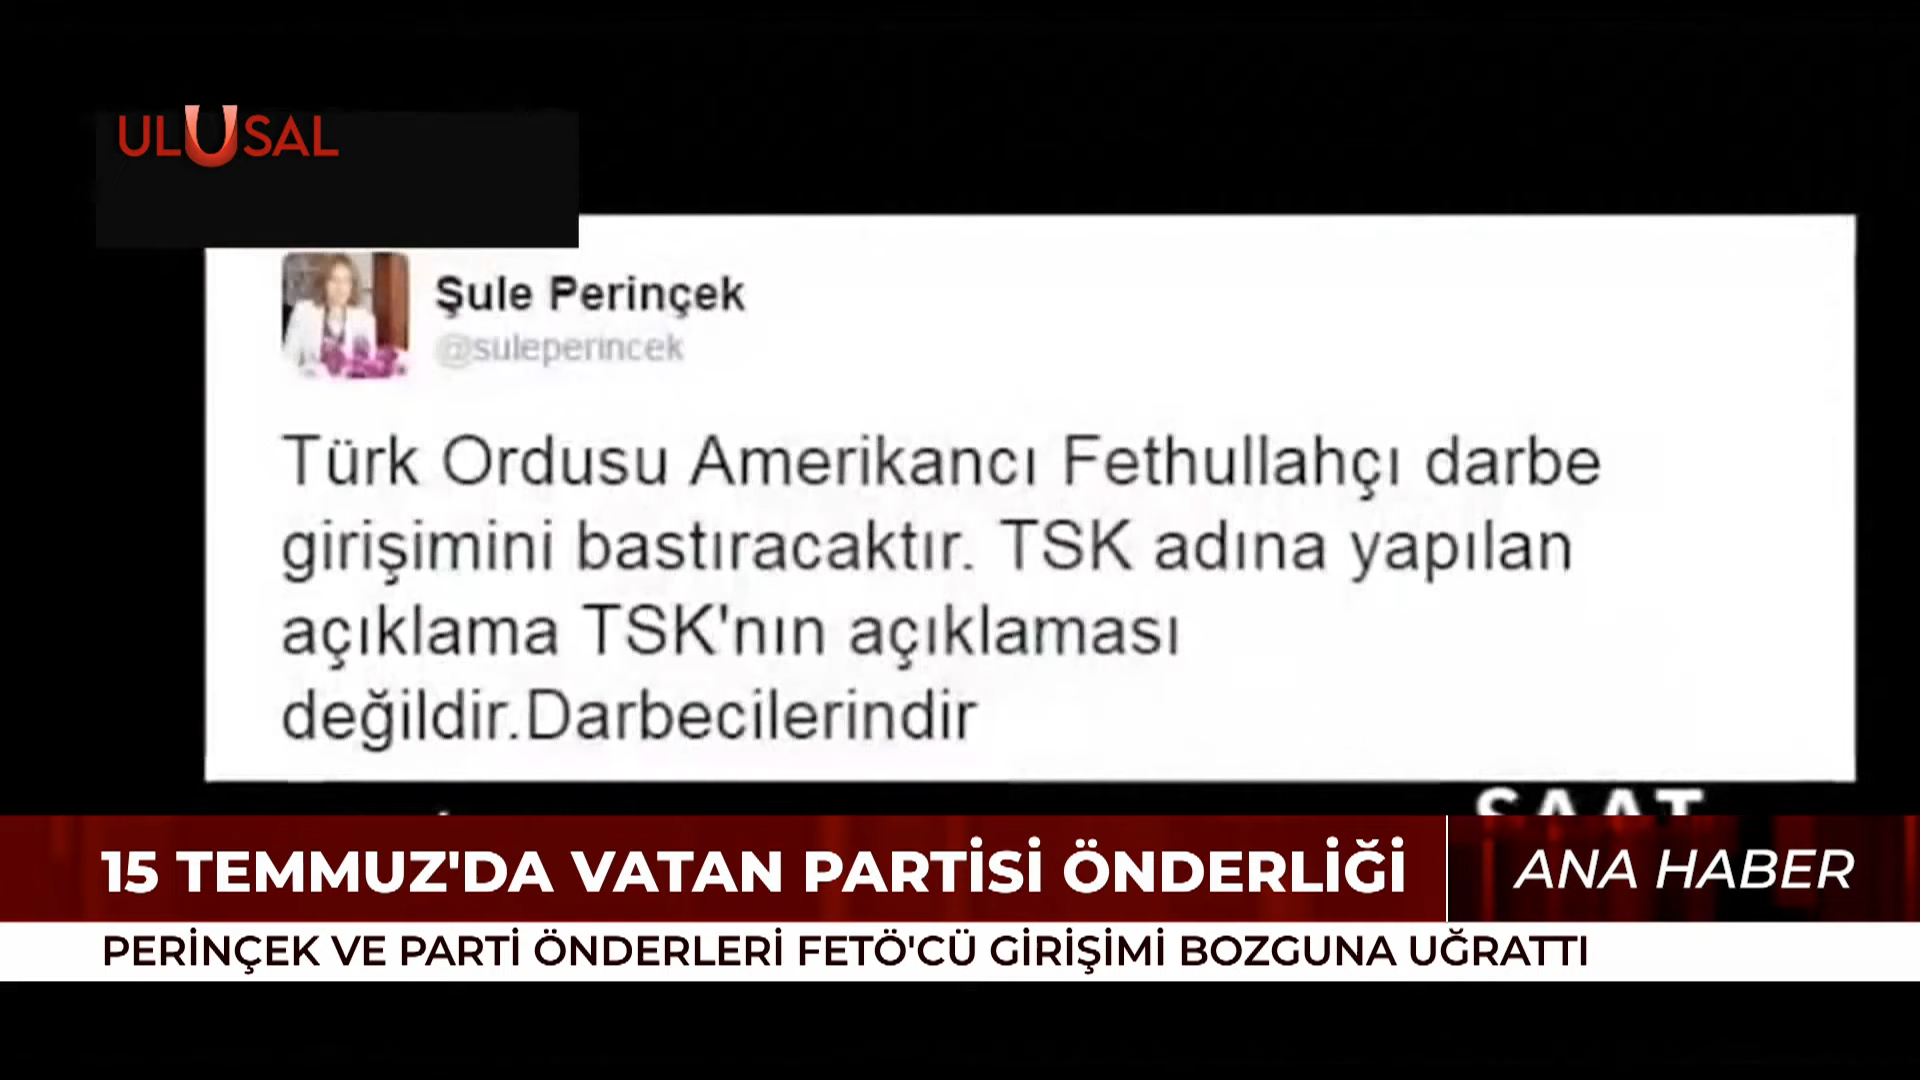 ULUSAL
Şule Perinçek
@suleperincek
Türk Ordusu Amerikancı Fethullahçı darbe
girişimini bastıracaktır. TSK adına yapılan
açıklama TSK'nın açıklaması
değildir.Darbecilerindir
SAAT
15 TEMMUZ'DA VATAN PARTİSİ ÖNDERLİĞİ
ANA HABER
PERİNÇEK VE PARTİ ÖNDERLERİ FETÖ'CÜ GİRİŞİMİ BOZGUNA UĞRATTI